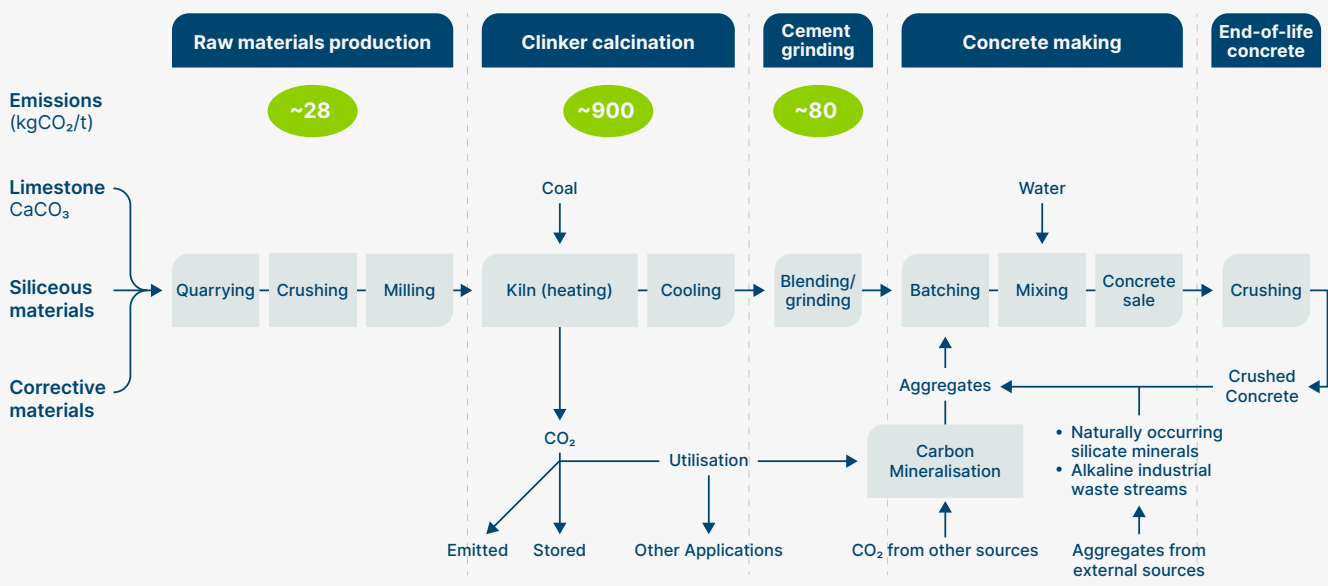 Raw materials production
Clinker calcination
Cement
grinding
Concrete making
End-of-life
concrete
Emissions
(kgCO₂/t)
~28
~900
~80
Limestone
CaCO₃
Coal
Water
Siliceous
materials
Quarrying
Crushing
Milling
Kiln (heating)
Cooling
Blending/
grinding
Batching
Mixing
Concrete
sale
Crushing
Corrective
materials
Aggregates
Crushed
Concrete
CO₂
Utilisation
Carbon
Mineralisation
• Naturally occurring
silicate minerals
• Alkaline industrial
waste streams
Emitted
Stored
Other Applications
CO₂ from other sources
Aggregates from
external sources